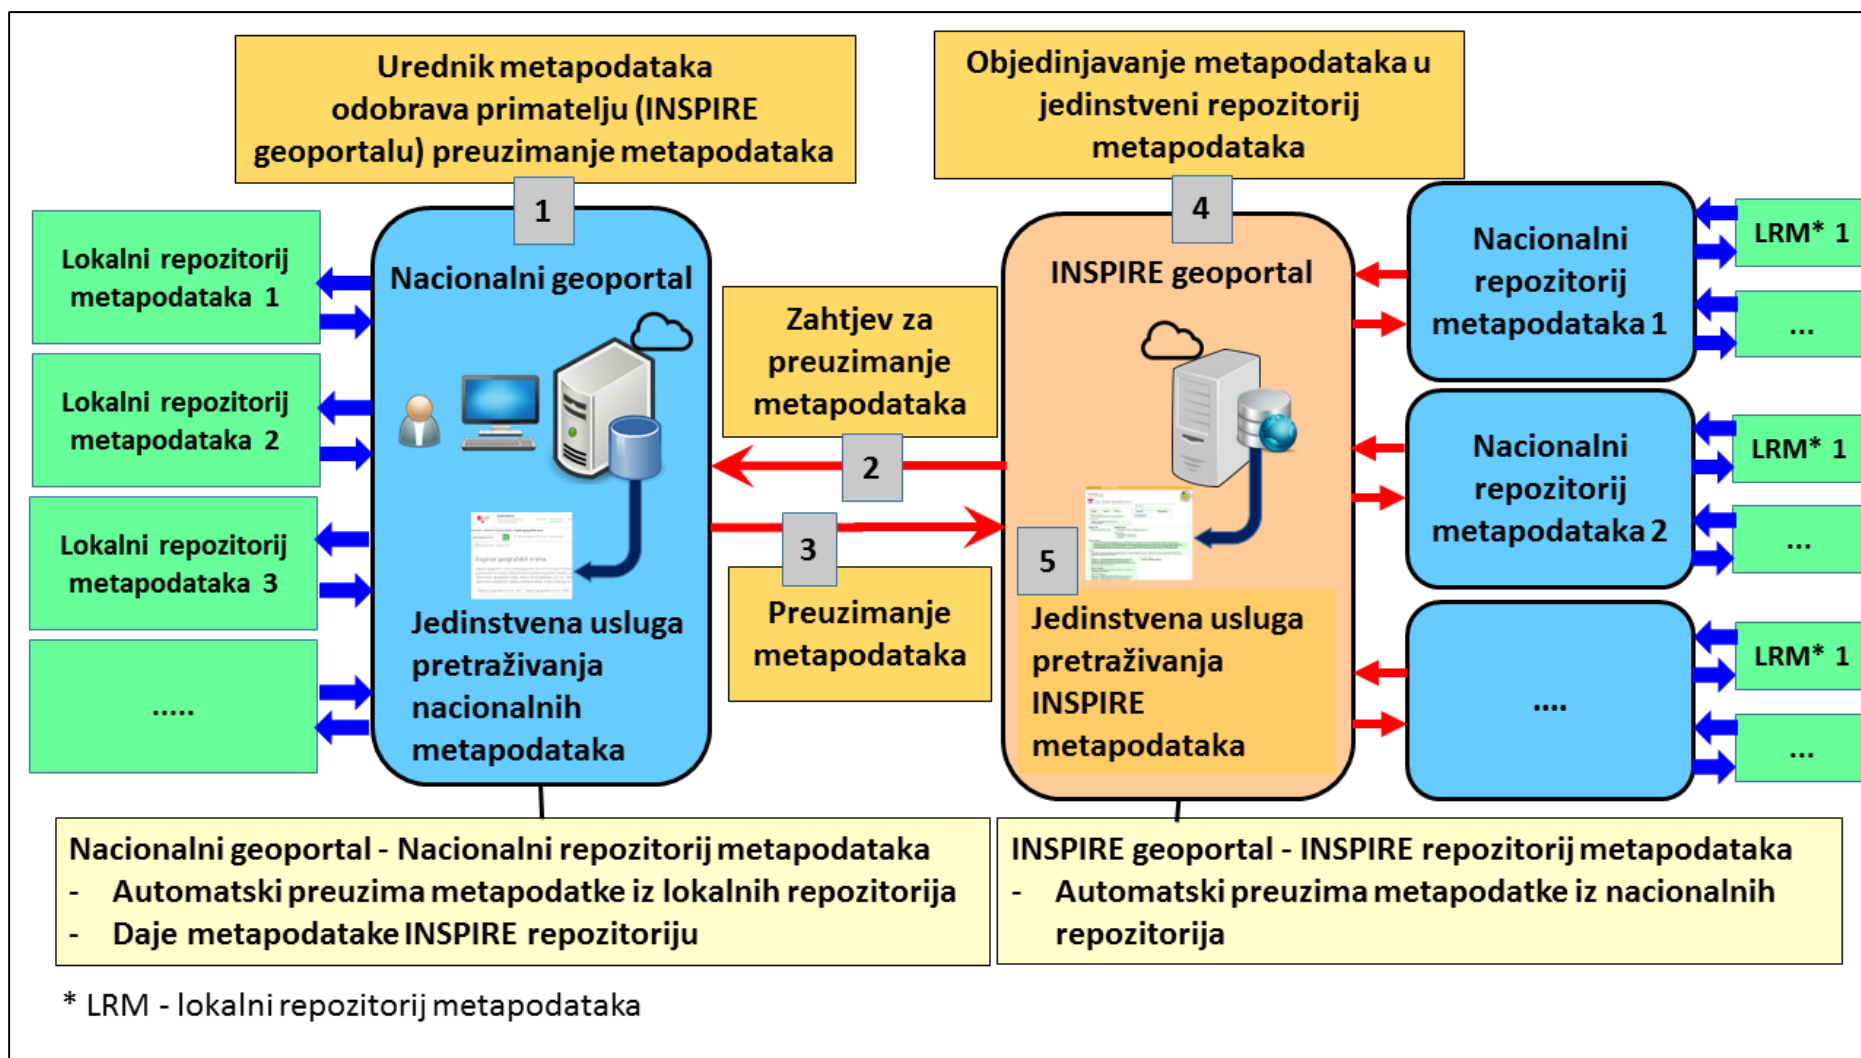 Urednik metapodataka
odobrava primatelju (INSPIRE
geoportalu) preuzimanje metapodataka
Objedinjavanje metapodataka u
jedinstveni repozitorij
metapodataka
1
4
Lokalni repozitorij
metapodataka 1
Lokalni repozitorij
metapodataka 2
Lokalni repozitorij
metapodataka 3
.....
Nacionalni geoportal
Jedinstvena usluga
pretraživanja
nacionalnih
metapodataka
Zahtjev za
preuzimanje
metapodataka
2
3
Preuzimanje
metapodataka
INSPIRE geoportal
5
Jedinstvena usluga
pretraživanja
INSPIRE
metapodataka
Nacionalni
repozitorij
metapodataka 1
LRM* 1
...
Nacionalni
repozitorij
metapodataka 2
LRM* 1
...
....
LRM* 1
...
Nacionalni geoportal - Nacionalni repozitorij metapodataka
- Automatski preuzima metapodatke iz lokalnih repozitorija
- Daje metapodatake INSPIRE repozitoriju
INSPIRE geoportal - INSPIRE repozitorij metapodataka
- Automatski preuzima metapodatke iz nacionalnih
repozitorija
* LRM - lokalni repozitorij metapodataka